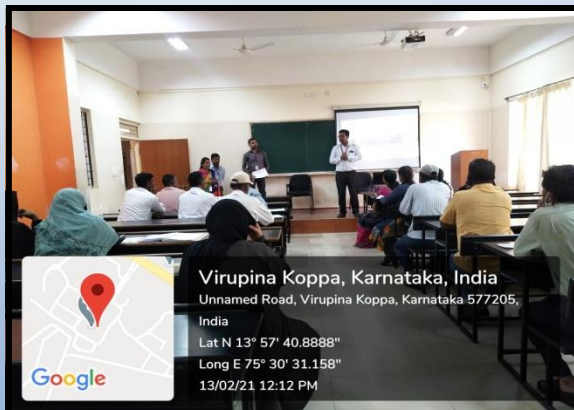 Virupina Koppa, Karnataka, India
Unnamed Road, Virupina Koppa, Karnataka 577205,
India
Lat N 13° 57' 40.8888"
Long E 75° 30' 31.158"
13/02/21 12:12 PM
Google